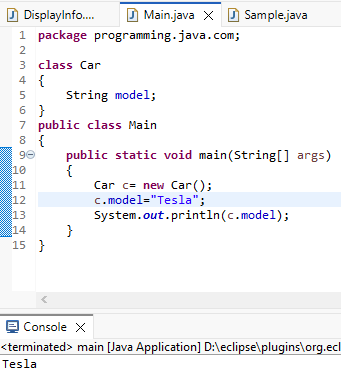 DisplayInfo.... Main.java Sample.java
1 package programming.java.com;
2
3 class Car
4 {
5 String model;
6 }
7 public class Main
8 {
9 public static void main(String[] args)
10 {
11 Car c= new Car();
12 c.model="Tesla";
13 System.out.println(c.model);
14 }
15 }
Console
<terminated> main [Java Application] D:\eclipse\plugins\org.ecl
Tesla